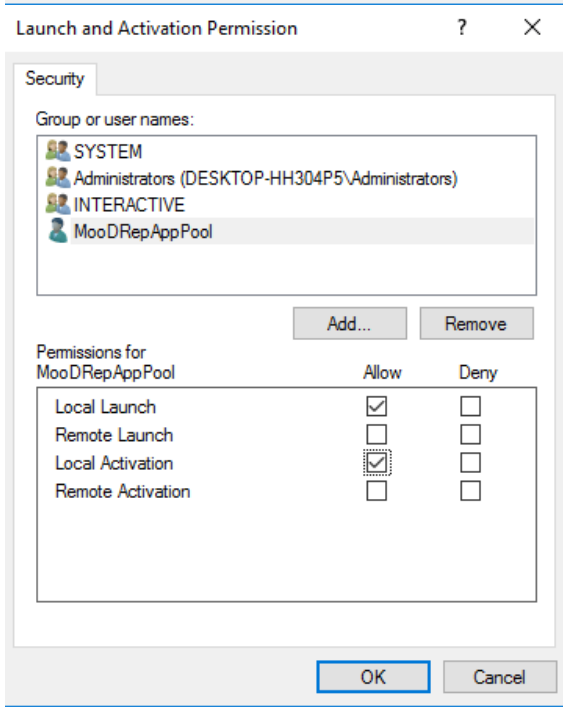 Launch and Activation Permission ? ✕
Security
Group or user names:
SYSTEM
Administrators (DESKTOP-HH304P5\Administrators)
INTERACTIVE
MooDRepAppPool
Add... Remove
Permissions for
MooDRepAppPool Allow Deny
Local Launch
Remote Launch
Local Activation
Remote Activation
OK Cancel